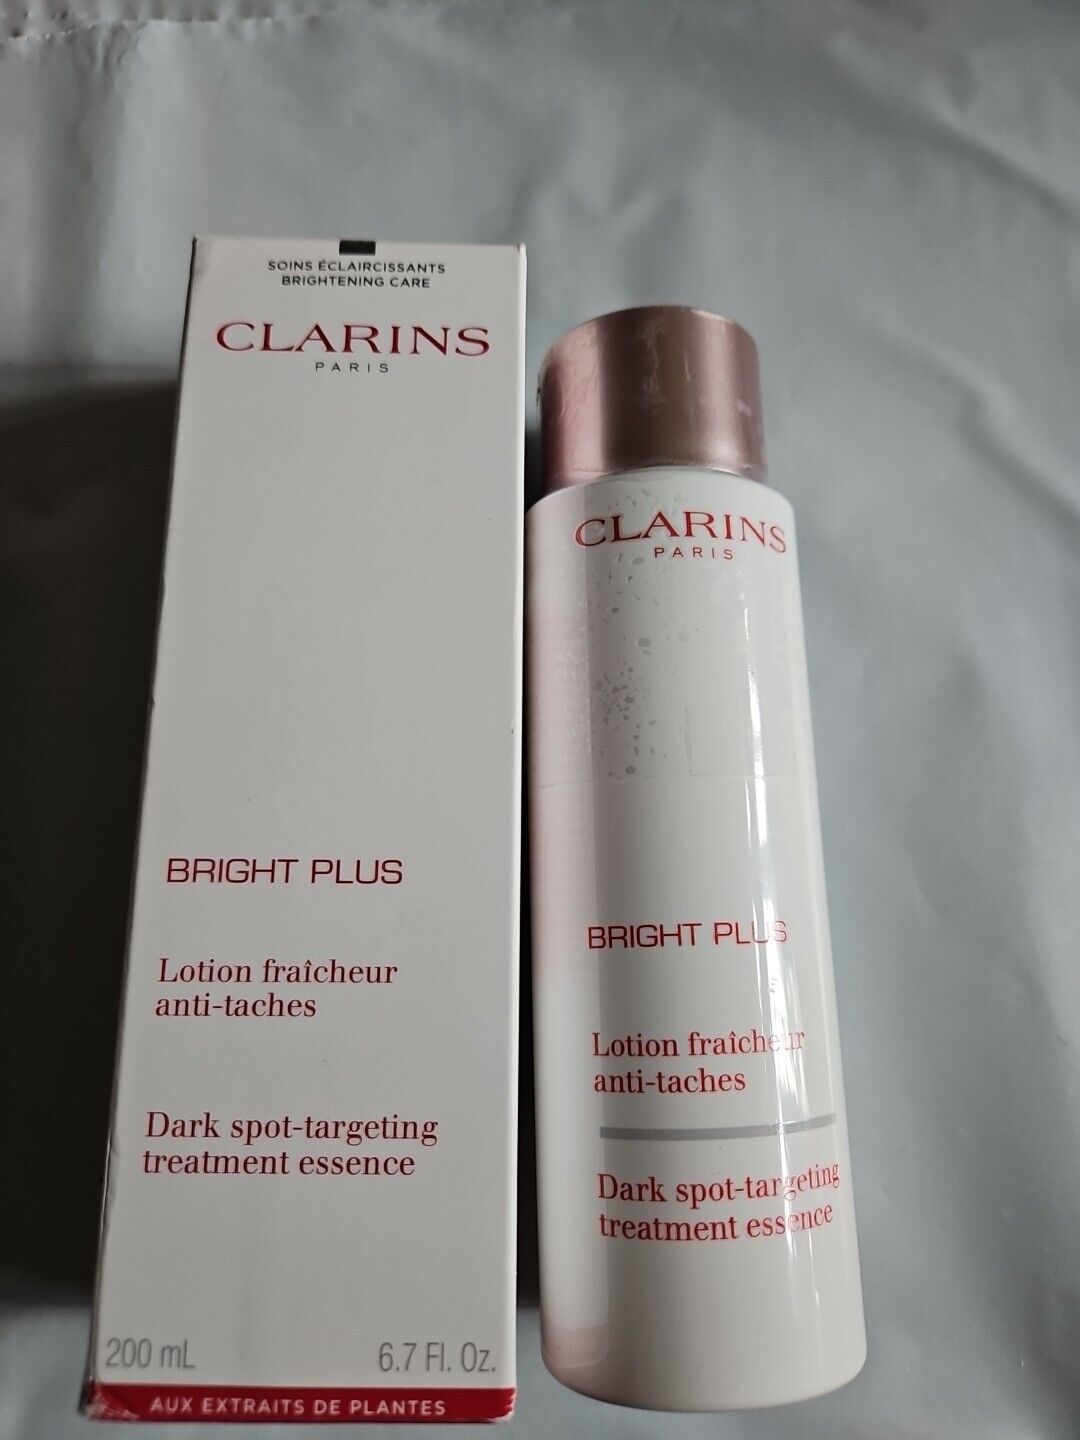 SOINS ÉCLAIRCISSANTS
BRIGHTENING CARE
CLARINS
PARIS
BRIGHT PLUS
Lotion fraîcheur
anti-taches
Dark spot-targeting
treatment essence
200 mL 6.7 Fl. Oz.
AUX EXTRAITS DE PLANTES
CLARINS
PARIS
BRIGHT PLUS
Lotion fraîcheur
anti-taches
Dark spot-targeting
treatment essence